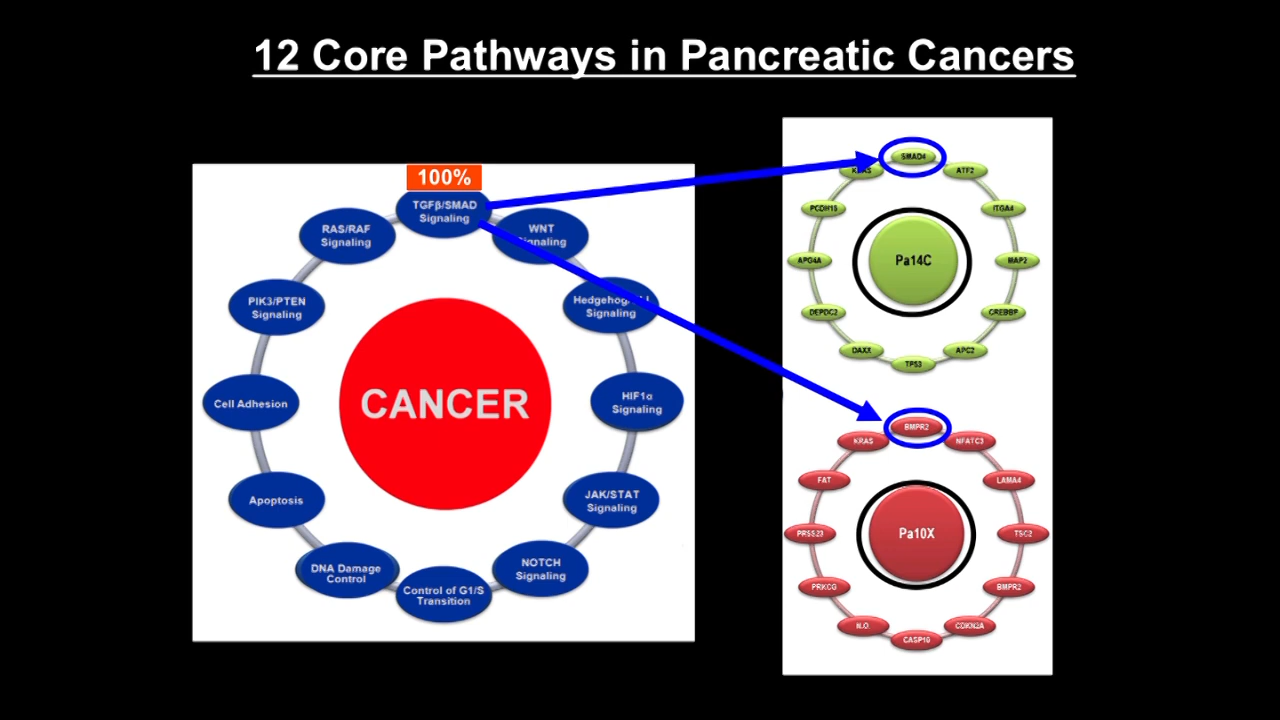 12 Core Pathways in Pancreatic Cancers
100%
TGFβ/SMAD
Signaling
WNT
Signaling
Signaling
HIF1α
Signaling
JAK/STAT
Signaling
NOTCH
Signaling
Control of G1/S
Transition
DNA Damage
Control
Apoptosis
Cell Adhesion
PIK3/PTEN
Signaling
RAS/RAF
Signaling
CANCER
SMAD4
ATF2
ITGA4
MAP2
CREBBP
APC2
TP53
DAXX
DEPDC2
APG4A
PCDH15
KRAS
Pa14C
BMPR2
NFATC3
LAMA4
TSC2
BMPR2
CDKN2A
CASP10
N.O.
PRKCG
PRSS23
FAT
KRAS
Pa10X